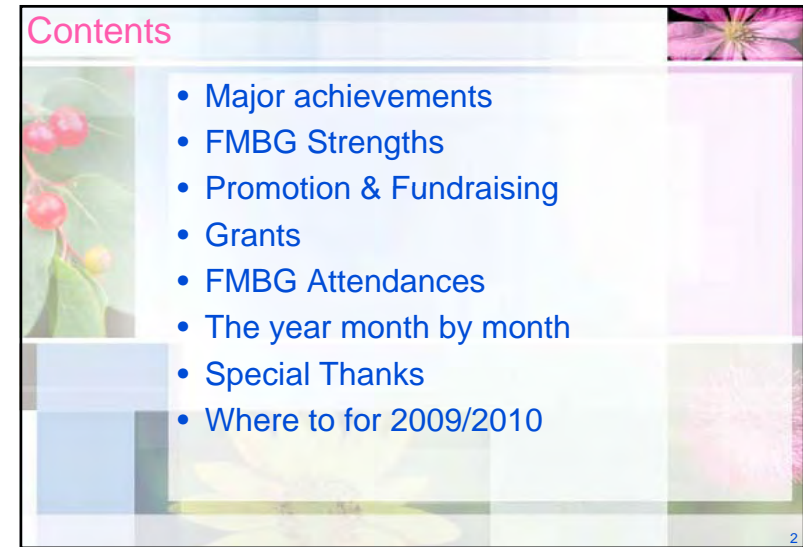 Contents
• Major achievements
• FMBG Strengths
• Promotion & Fundraising
• Grants
• FMBG Attendances
• The year month by month
• Special Thanks
• Where to for 2009/2010
2